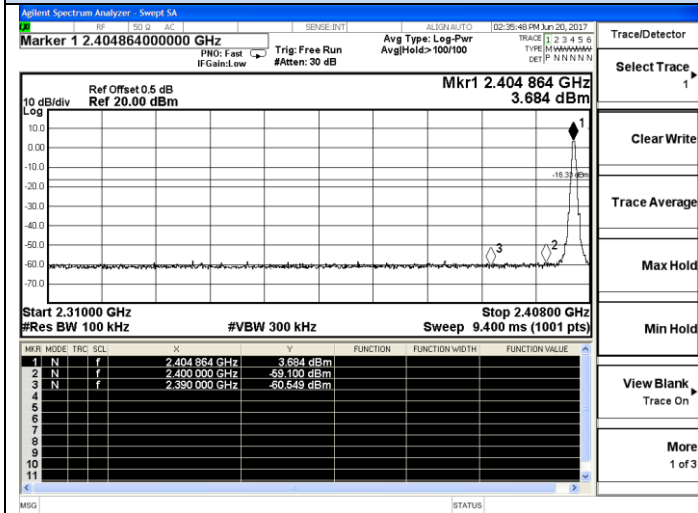 Agilent Spectrum Analyzer - Swept SA
RF 50 Ω AC SENSE:INT ALIGN AUTO 02:35:48 PM Jun 20, 2017
Marker 1 2.404864000000 GHz
PNO: Fast
IFGain:Low
Trig: Free Run
#Atten: 30 dB
Avg Type: Log-Pwr
Avg|Hold:> 100/100
TRACE 1 2 3 4 5 6
TYPE M
DET P N N N N N
Ref Offset 0.5 dB
10 dB/div Ref 20.00 dBm
Log
Mkr1 2.404 864 GHz
3.684 dBm
10.0
0.00
-10.0
-20.0
-30.0
-40.0
-50.0
-60.0
-70.0
1
dBm
3
2
Start 2.31000 GHz Stop 2.40800 GHz
#Res BW 100 kHz #VBW 300 kHz Sweep 9.400 ms (1001 pts)
MKR MODE TRC SCL X Y FUNCTION FUNCTION WIDTH FUNCTION VALUE
1 N f 2.404 864 GHz 3.684 dBm
2 N f 2.400 000 GHz -59.100 dBm
3 N f 2.390 000 GHz -60.549 dBm
4
5
6
7
8
9
10
11
MSG STATUS
Trace/Detector
Select Trace
1
Clear Write
Trace Average
Max Hold
Min Hold
View Blank
Trace On
More
1 of 3